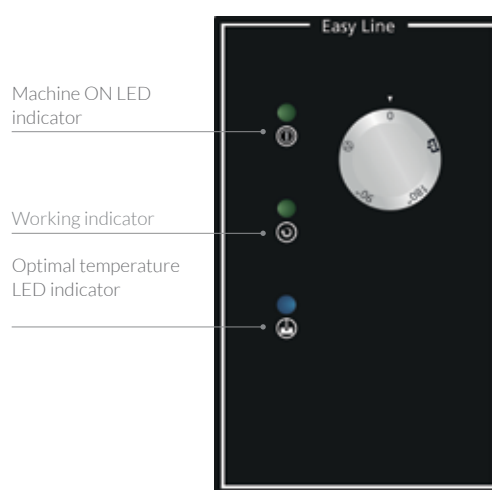 Easy Line
Machine ON LED
indicator
0
180"
90"
Working indicator
Optimal temperature
LED indicator